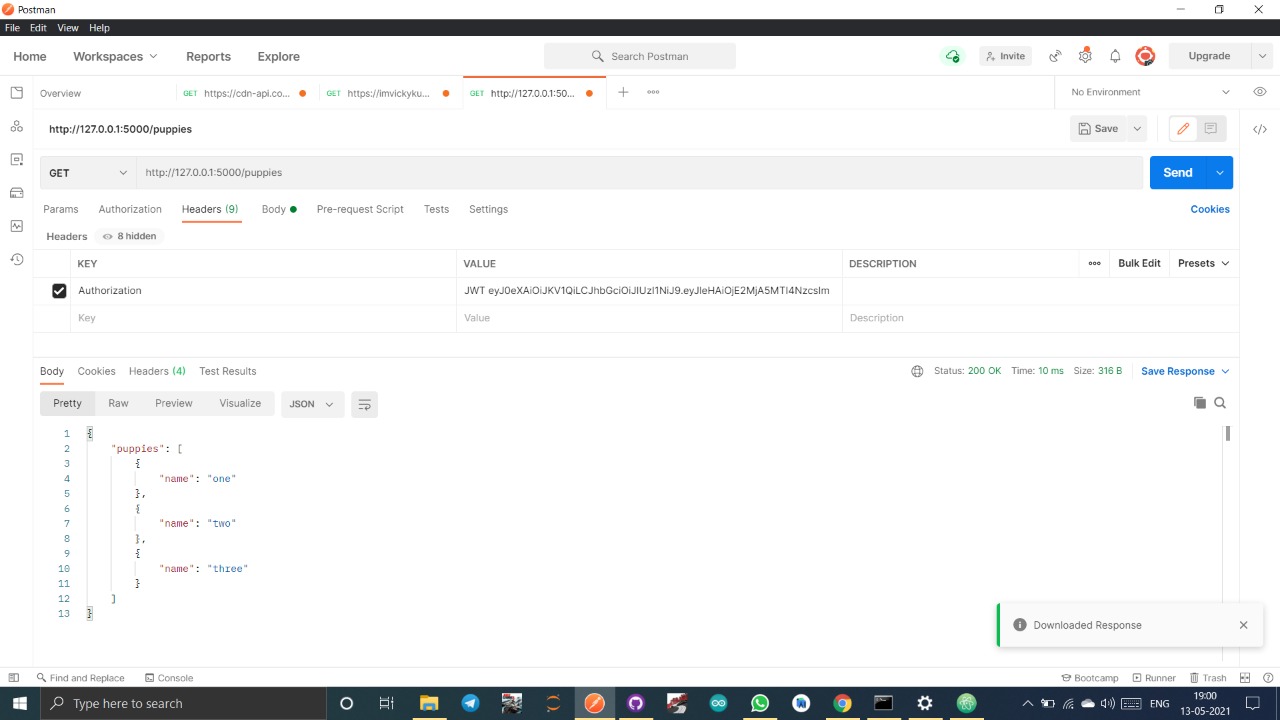 Postman
File Edit View Help
Home Workspaces Reports Explore Search Postman Invite Upgrade
Overview GET https://cdn-api.co... GET https://imvickyku... GET http://127.0.0.1:50... No Environment
http://127.0.0.1:5000/puppies Save
GET http://127.0.0.1:5000/puppies Send
Params Authorization Headers (9) Body Pre-request Script Tests Settings Cookies
Headers 8 hidden
KEY VALUE DESCRIPTION Bulk Edit Presets
Authorization JWT eyJ0eXAiOiJKV1QiLCJhbGciOiJIUzI1NiJ9.eyJleHAiOjE2MjA5MTI4NzcsIm
Key Value Description
Body Cookies Headers (4) Test Results Status: 200 OK Time: 10 ms Size: 316 B Save Response
Pretty Raw Preview Visualize JSON
1 {
2 "puppies": [
3 {
4 "name": "one"
5 },
6 {
7 "name": "two"
8 },
9 {
10 "name": "three"
11 }
12 ]
13 }
Downloaded Response
Find and Replace Console Bootcamp Runner Trash
Type here to search ENG 19:00
13-05-2021